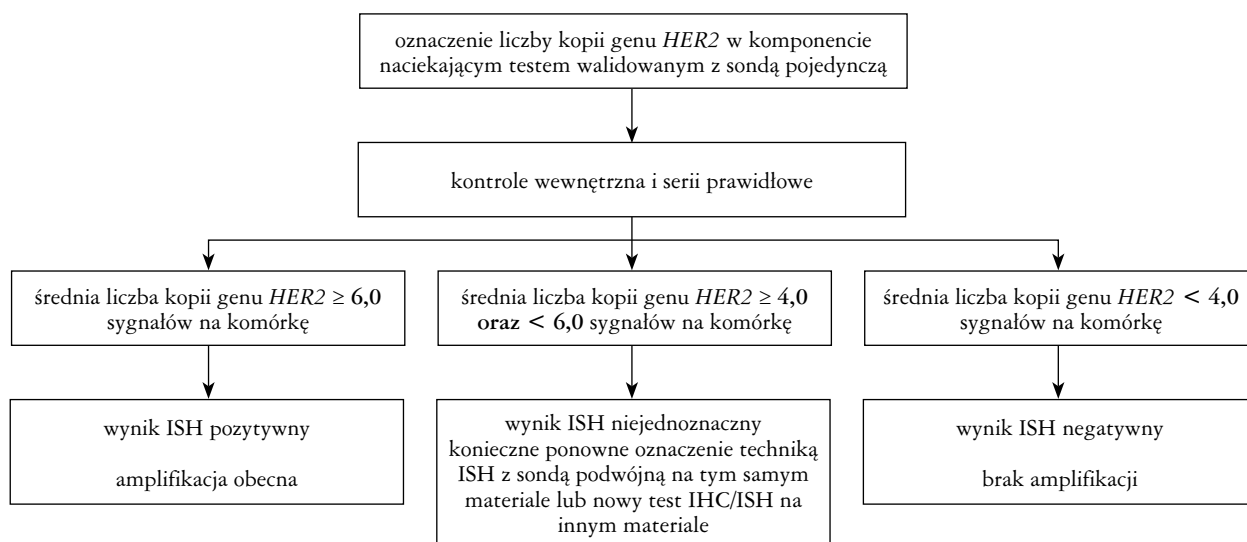 oznaczenie liczby kopii genu HER2 w komponencie
naciekającym testem walidowanym z sondą pojedynczą
kontrole wewnętrzna i serii prawidłowe
średnia liczba kopii genu HER2 ≥ 6,0
sygnałów na komórkę
średnia liczba kopii genu HER2 ≥ 4,0
oraz < 6,0 sygnałów na komórkę
średnia liczba kopii genu HER2 < 4,0
sygnałów na komórkę
wynik ISH pozytywny
amplifikacja obecna
wynik ISH niejednoznaczny
konieczne ponowne oznaczenie techniką
ISH z sondą podwójną na tym samym
materiale lub nowy test IHC/ISH na
innym materiale
wynik ISH negatywny
brak amplifikacji